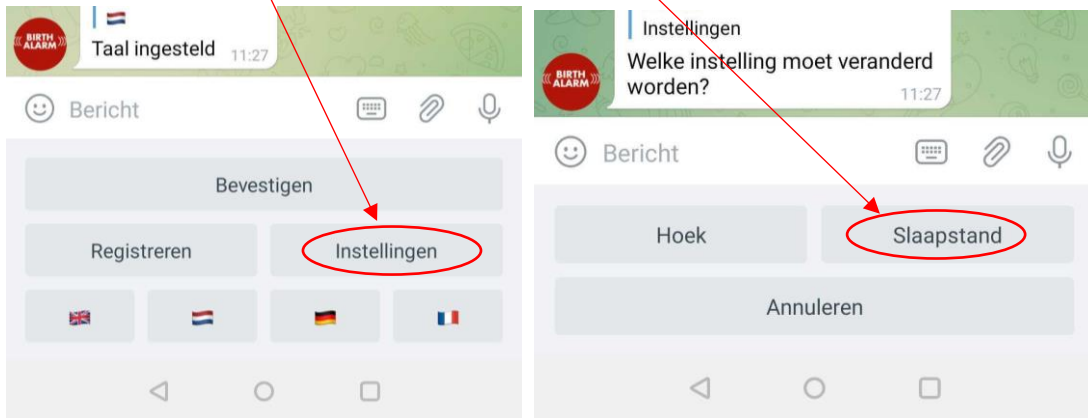 BIRTH
ALARM
Taal ingesteld 11:27
Bericht
Bevestigen
Registreren Instellingen
Instellingen
Welke instelling moet veranderd
worden?
11:27
BIRTH
ALARM
Bericht
Hoek Slaapstand
Annuleren